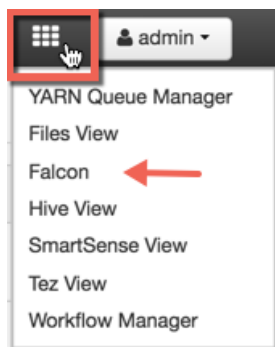 admin
YARN Queue Manager
Files View
Falcon
Hive View
SmartSense View
Tez View
Workflow Manager